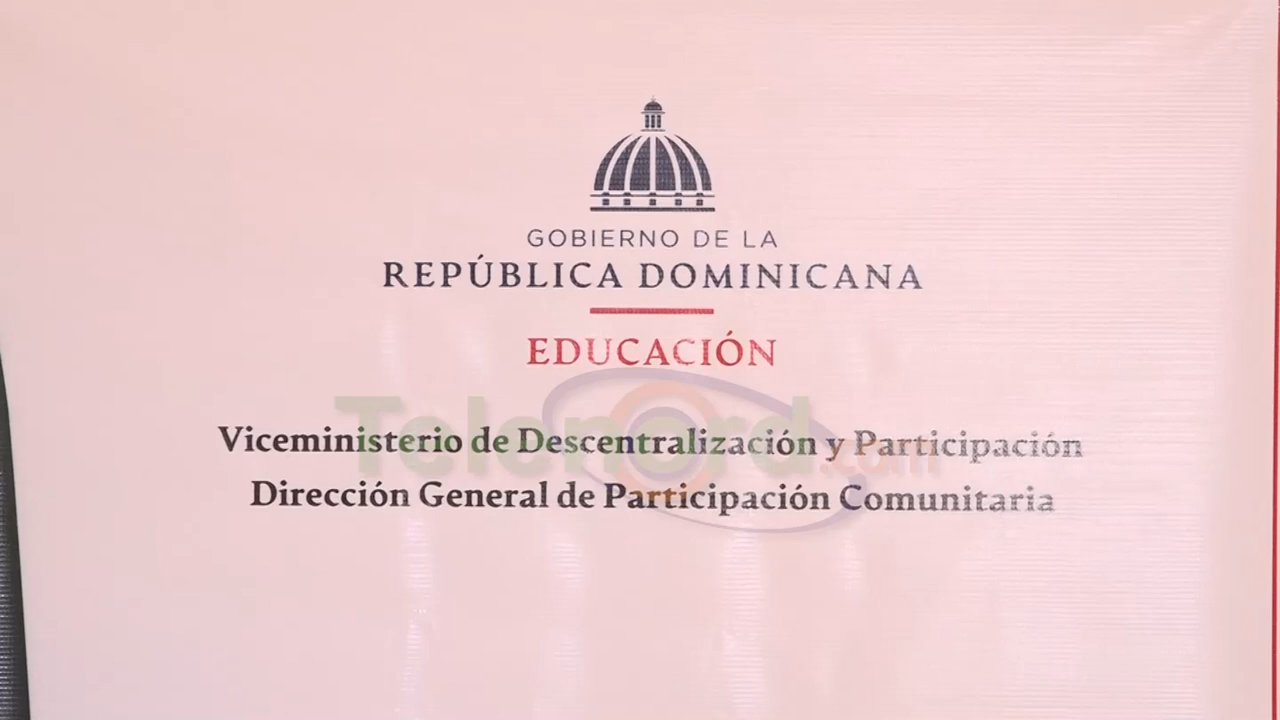 GOBIERNO DE LA
REPÚBLICA DOMINICANA
EDUCACIÓN
Viceministerio de Descentralización y Participación
Dirección General de Participación Comunitaria
Telenord.com